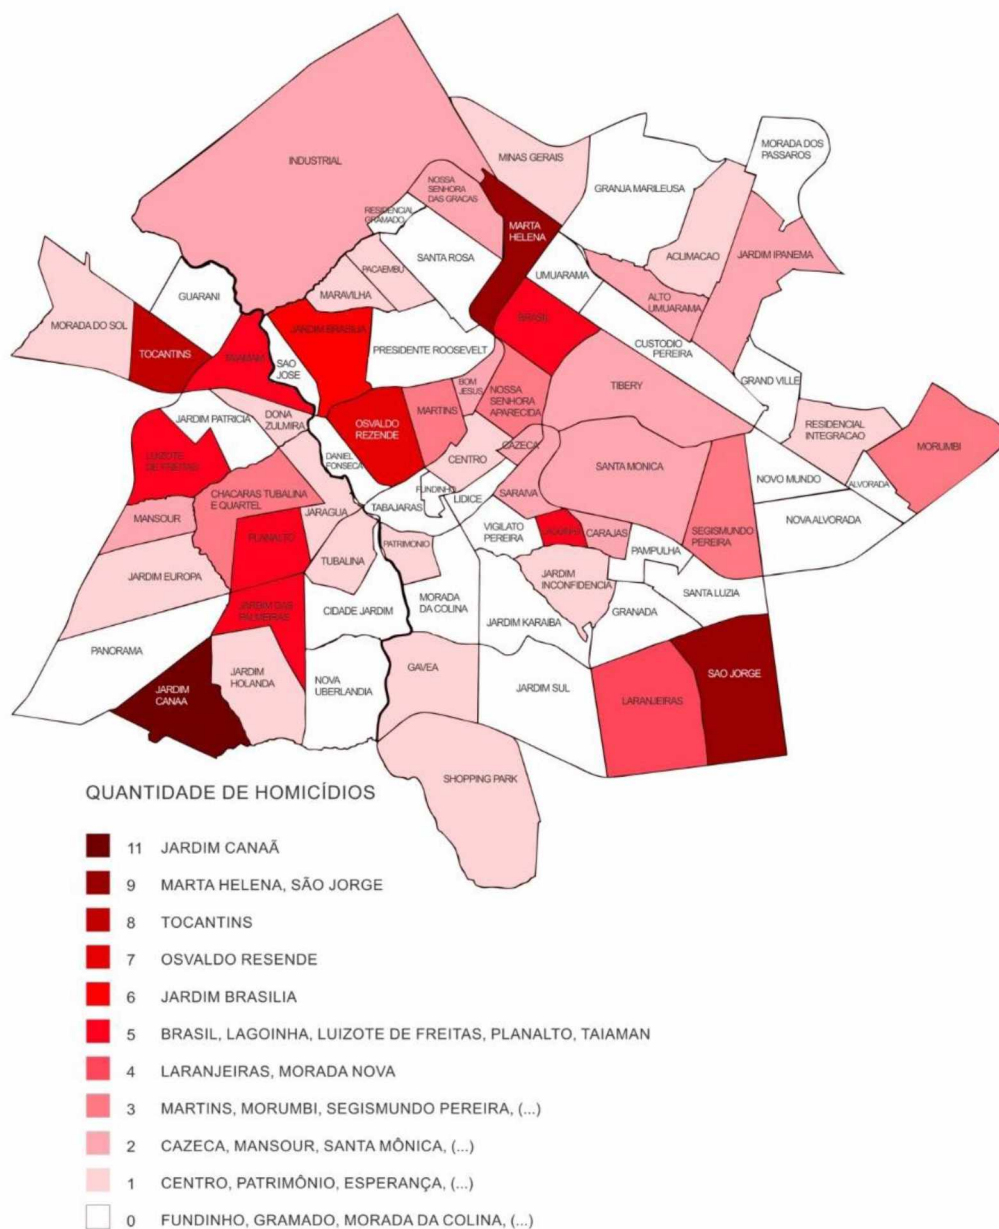 INDUSTRIAL
MINAS GERAIS
MORADA DOS
PASSAROS
GRANJA MARILEUSA
NOSSA
SENHORA
DAS GRACAS
RESIDENCIAL
GRAMADO
MARTA
HELENA
SANTA ROSA
ACLIMACAO
JARDIM IPANEMA
PACAEMBU
UMUARAMA
GUARANI
MARAVILHA
ALTO
UMUARAMA
MORADA DO SOL
TOCANTINS
TAIAMAN
SAO
JOSE
JARDIM BRASILIA
PRESIDENTE ROOSEVELT
BRASIL
CUSTODIO
PEREIRA
GRAND VILLE
JARDIM PATRICIA
DONA
ZULMIRA
OSVALDO
REZENDE
MARTINS
BOM
JESUS
NOSSA
SENHORA
APARECIDA
TIBERY
RESIDENCIAL
INTEGRACAO
MORUMBI
LUIZOTE
DE FREITAS
DANIEL
FONSECA
CENTRO
CAZECA
SANTA MONICA
NOVO MUNDO
ALVORADA
CHACARAS TUBALINA
E QUARTEL
JARAGUA
TABAJARAS
FUNDINHO
LIDICE
SARAIVA
NOVA ALVORADA
MANSOUR
PLANALTO
TUBALINA
PATRIMONIO
VIGILATO
PEREIRA
LAGOINHA
CARAJAS
PAMPULHA
SEGISMUNDO
PEREIRA
JARDIM EUROPA
JARDIM
INCONFIDENCIA
SANTA LUZIA
JARDIM DAS
PALMEIRAS
CIDADE JARDIM
MORADA
DA COLINA
JARDIM KARAIBA
GRANADA
PANORAMA
JARDIM
CANAA
JARDIM
HOLANDA
NOVA
UBERLANDIA
GAVEA
JARDIM SUL
LARANJEIRAS
SAO JORGE
SHOPPING PARK
QUANTIDADE DE HOMICÍDIOS
11 JARDIM CANAÃ
9 MARTA HELENA, SÃO JORGE
8 TOCANTINS
7 OSVALDO RESENDE
6 JARDIM BRASILIA
5 BRASIL, LAGOINHA, LUIZOTE DE FREITAS, PLANALTO, TAIAMAN
4 LARANJEIRAS, MORADA NOVA
3 MARTINS, MORUMBI, SEGISMUNDO PEREIRA, (...)
2 CAZECA, MANSOUR, SANTA MÔNICA, (...)
1 CENTRO, PATRIMÔNIO, ESPERANÇA, (...)
0 FUNDINHO, GRAMADO, MORADA DA COLINA, (...)